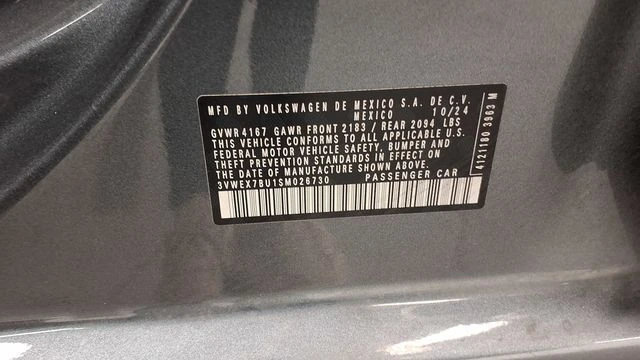 MFD BY VOLKSWAGEN DE MEXICO S.A. DE C.V.
MEXICO 10/24
GVWR 4167 GAWR FRONT 2183 / REAR 2094 LBS
THIS VEHICLE CONFORMS TO ALL APPLICABLE U.S.
FEDERAL MOTOR VEHICLE SAFETY, BUMPER AND
THEFT PREVENTION STANDARDS IN EFFECT ON
THE DATE OF MANUFACTURE SHOWN ABOVE.
3VWEX7BU1SM026730 PASSENGER CAR
4121180 3963 M